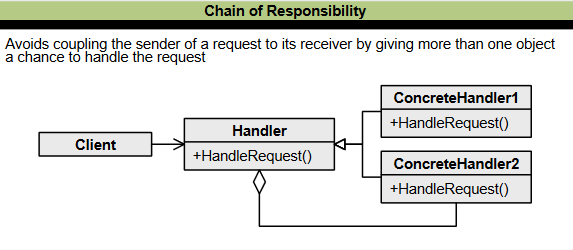 Chain of Responsibility
Avoids coupling the sender of a request to its receiver by giving more than one object
a chance to handle the request
ConcreteHandler1
+HandleRequest()
Handler
+HandleRequest()
Client
ConcreteHandler2
+HandleRequest()